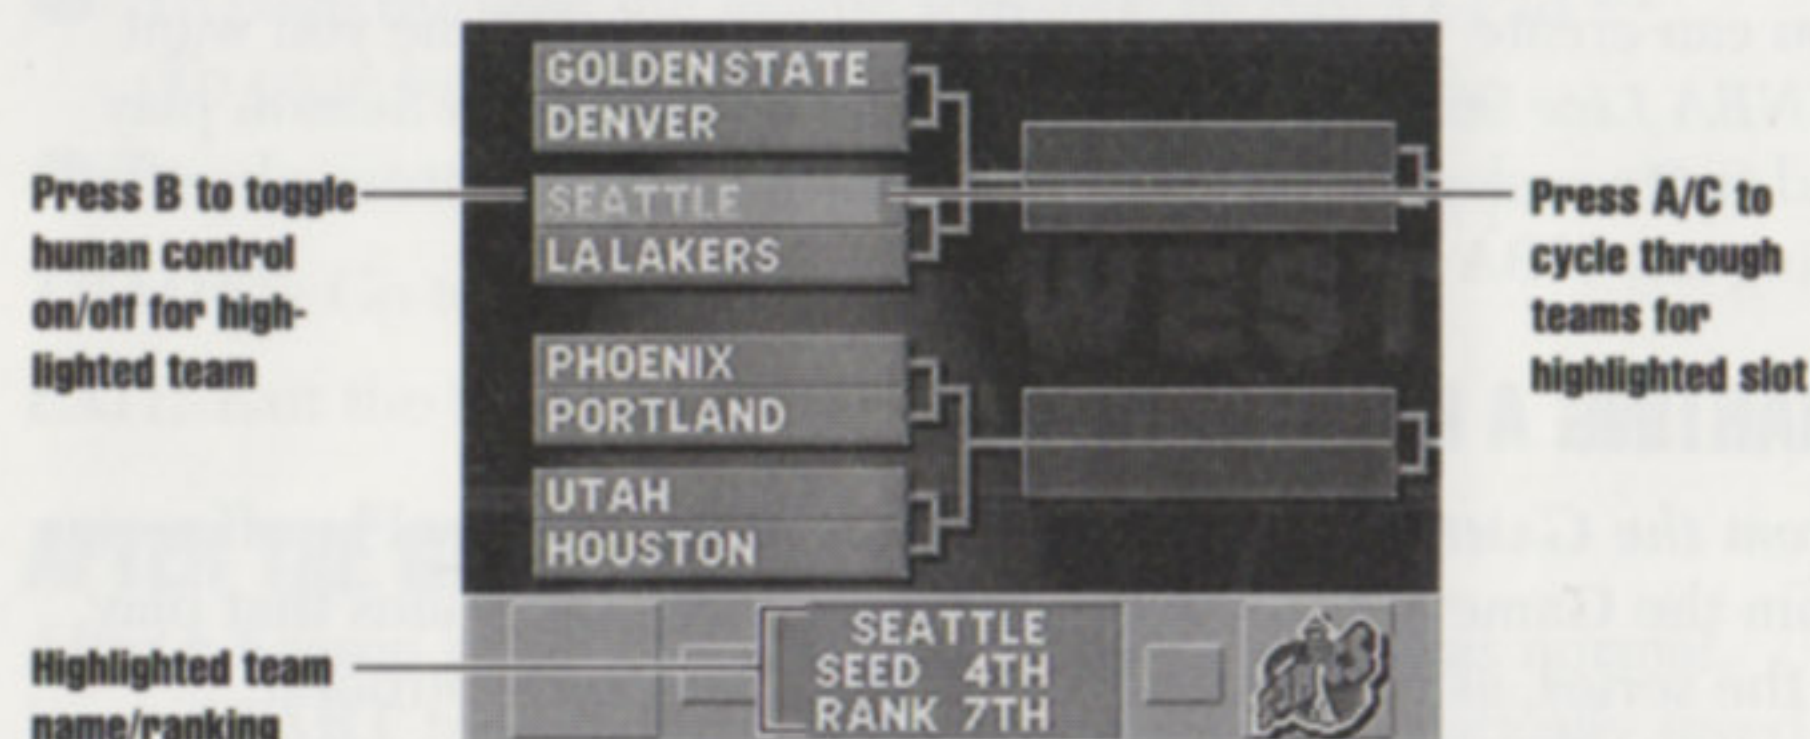 GOLDEN STATE
DENVER
SEATTLE
LA LAKERS
PHOENIX
PORTLAND
UTAH
HOUSTON
WEST
Press B to toggle
human control
on/off for high-
lighted team
Press A/C to
cycle through
teams for
highlighted slot
Highlighted team
name/ranking
SEATTLE
SEED 4TH
RANK 7TH